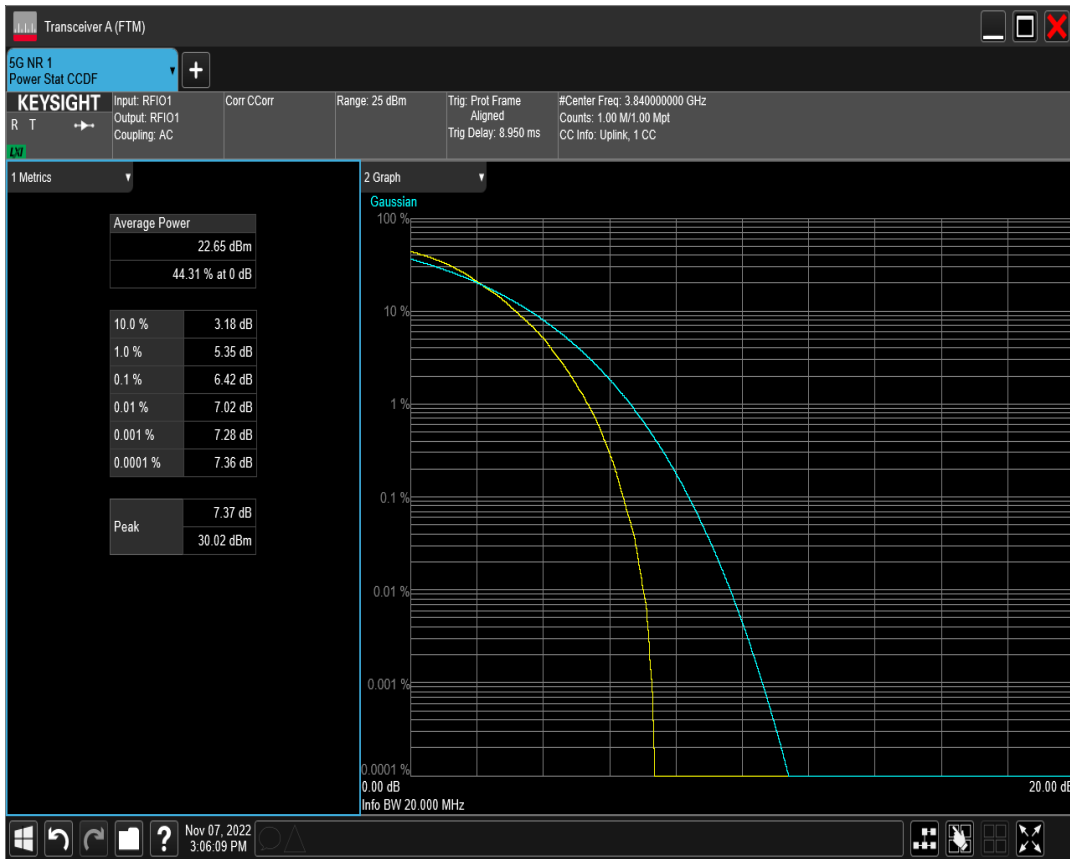 Transceiver A (FTM)
5G NR 1
Power Stat CCDF
+
KEYSIGHT
R T
LXI
Input: RFIO1
Output: RFIO1
Coupling: AC
Corr CCorr
Range: 25 dBm
Trig: Prot Frame
Aligned
Trig Delay: 8.950 ms
#Center Freq: 3.840000000 GHz
Counts: 1.00 M/1.00 Mpt
CC Info: Uplink, 1 CC
1 Metrics
Average Power
22.65 dBm
44.31 % at 0 dB
10.0 % 3.18 dB
1.0 % 5.35 dB
0.1 % 6.42 dB
0.01 % 7.02 dB
0.001 % 7.28 dB
0.0001 % 7.36 dB
Peak 7.37 dB
30.02 dBm
2 Graph
Gaussian
100 %
10 %
1 %
0.1 %
0.01 %
0.001 %
0.0001 %
0.00 dB 20.00 dB
Info BW 20.000 MHz
?
Nov 07, 2022
3:06:09 PM